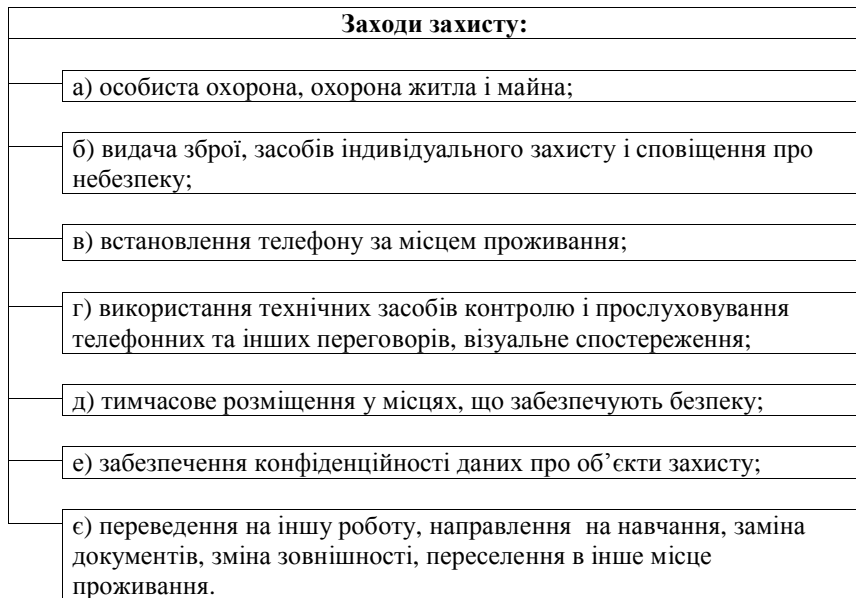 Заходи захисту:
а) особиста охорона, охорона житла і майна;
б) видача зброї, засобів індивідуального захисту і сповіщення про
небезпеку;
в) встановлення телефону за місцем проживання;
г) використання технічних засобів контролю і прослуховування
телефонних та інших переговорів, візуальне спостереження;
д) тимчасове розміщення у місцях, що забезпечують безпеку;
е) забезпечення конфіденційності даних про об’єкти захисту;
є) переведення на іншу роботу, направлення  на навчання, заміна
документів, зміна зовнішності, переселення в інше місце
проживання.